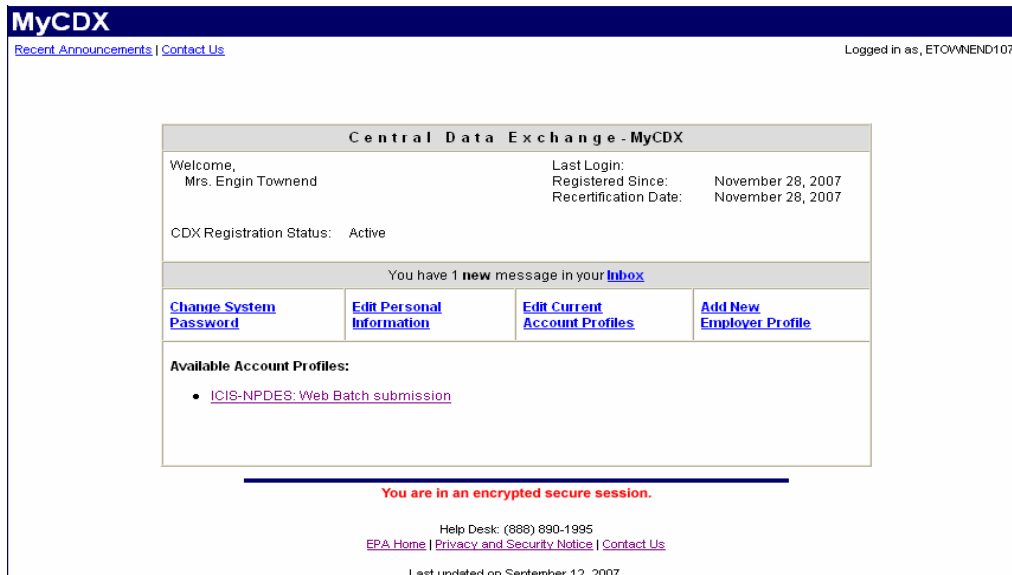 MyCDX
Recent Announcements | Contact Us
Logged in as, ETOWNEND107
Central Data Exchange - MyCDX
Welcome,
Mrs. Engin Townend
Last Login:
Registered Since: November 28, 2007
Recertification Date: November 28, 2007
CDX Registration Status: Active
You have 1 new message in your Inbox
Change System
Password
Edit Personal
Information
Edit Current
Account Profiles
Add New
Employer Profile
Available Account Profiles:
• ICIS-NPDES: Web Batch submission
You are in an encrypted secure session.
Help Desk: (888) 890-1995
EPA Home | Privacy and Security Notice | Contact Us
Last updated on September 12, 2007